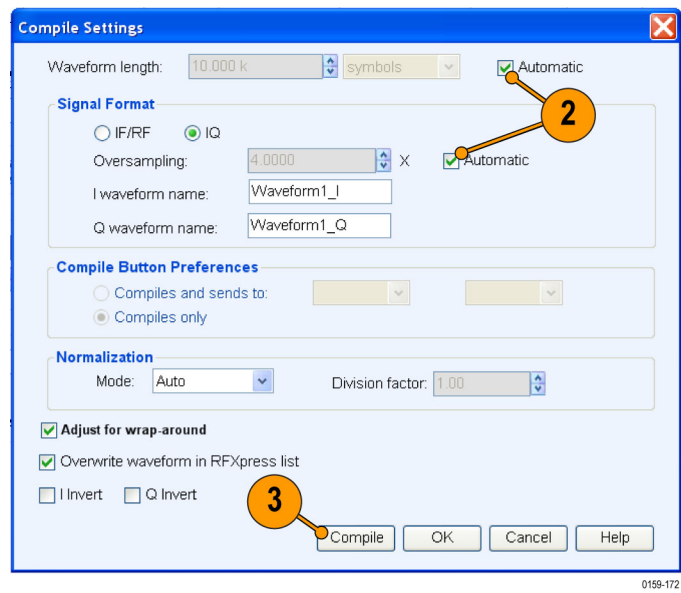 Compile Settings
Waveform length: 10.000 k symbols Automatic
2
Signal Format
IF/RF IQ
Oversampling: 4.0000 X Automatic
I waveform name: Waveform1_I
Q waveform name: Waveform1_Q
Compile Button Preferences
Compiles and sends to:
Compiles only
Normalization
Mode: Auto Division factor: 1.00
Adjust for wrap-around
Overwrite waveform in RFXpress list
I Invert Q Invert
3
Compile OK Cancel Help
0159-172